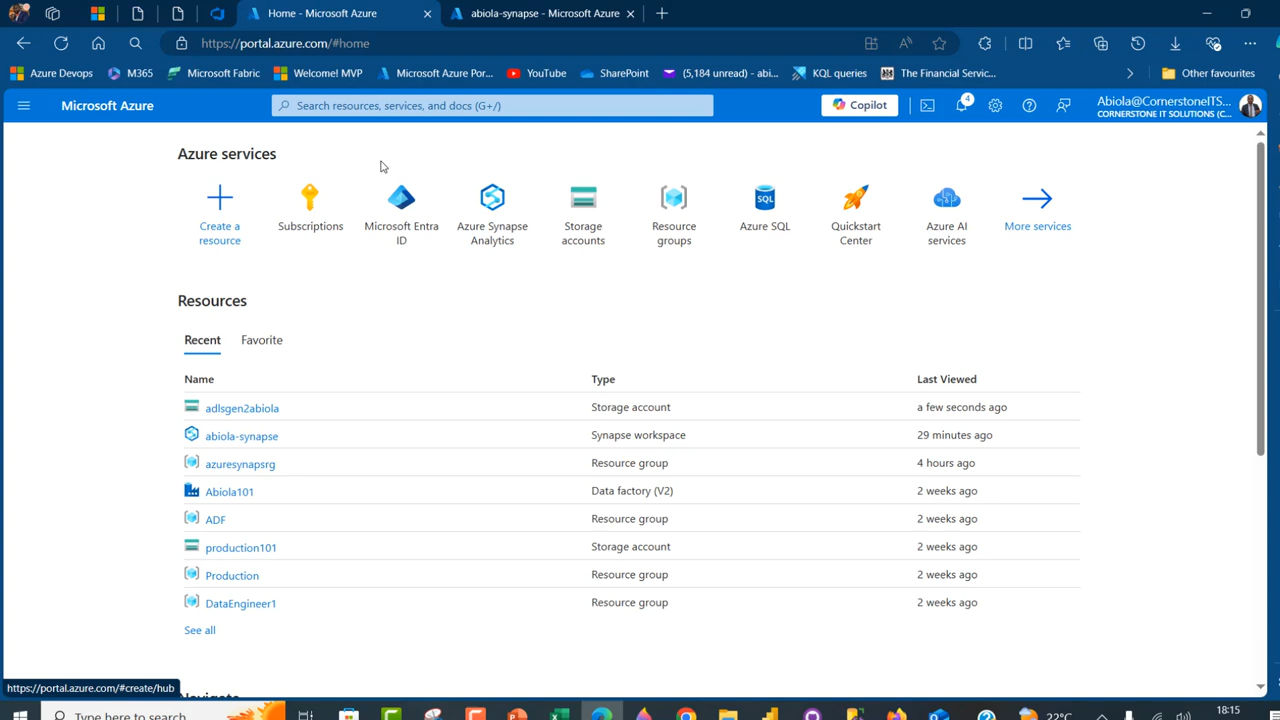 Home - Microsoft Azure
abiola-synapse - Microsoft Azure
https://portal.azure.com/#home
Azure Devops
M365
Microsoft Fabric
Welcome! MVP
Microsoft Azure Por...
YouTube
SharePoint
(5,184 unread) - abi...
KQL queries
The Financial Servic...
Other favourites
Microsoft Azure
Search resources, services, and docs (G+/)
Copilot
4
Abiola@CornerstoneITS...
CORNERSTONE IT SOLUTIONS (C...
Azure services
Create a resource
Subscriptions
Microsoft Entra ID
Azure Synapse Analytics
Storage accounts
Resource groups
SQL
Azure SQL
Quickstart Center
Azure AI services
More services
Resources
Recent Favorite
Name Type Last Viewed
adlsgen2abiola Storage account a few seconds ago
abiola-synapse Synapse workspace 29 minutes ago
azuresynapsrg Resource group 4 hours ago
Abiola101 Data factory (V2) 2 weeks ago
ADF Resource group 2 weeks ago
production101 Storage account 2 weeks ago
Production Resource group 2 weeks ago
DataEngineer1 Resource group 2 weeks ago
See all
https://portal.azure.com/#create/hub
Navigate
Type here to search
22°C
18:15